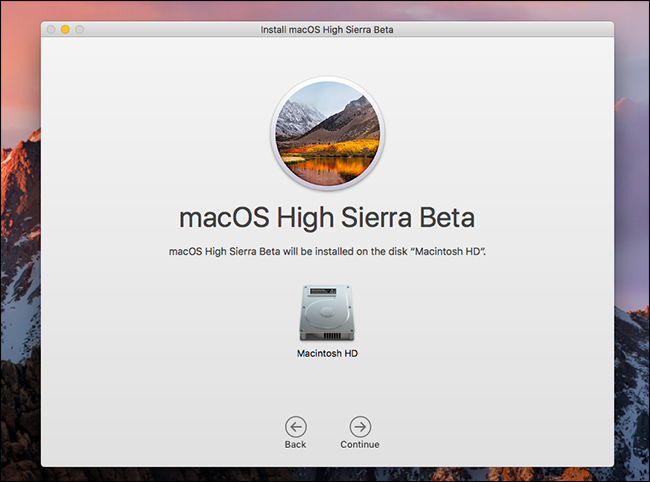 Install macOS High Sierra Beta
macOS High Sierra Beta
macOS High Sierra Beta will be installed on the disk “Macintosh HD”.
Macintosh HD
Back
Continue